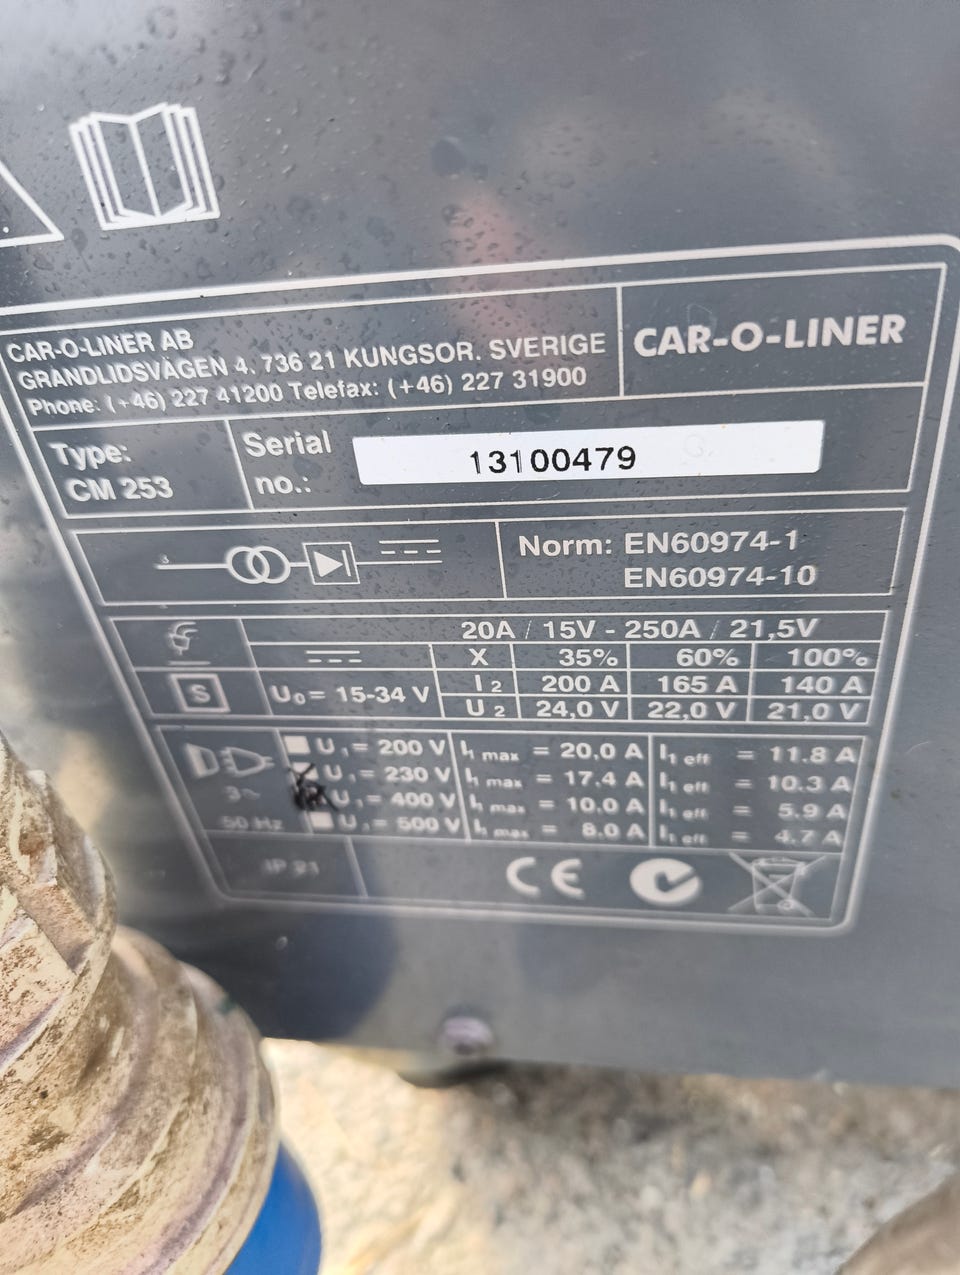 CAR-O-LINER AB
GRANDLIDSVÄGEN 4. 736 21 KUNGSOR. SVERIGE
Phone: (+46) 227 41200 Telefax: (+46) 227 31900
CAR-O-LINER
Type:
CM 253
Serial
no.:
13100479
3
Norm: EN60974-1
EN60974-10
20A / 15V - 250A / 21,5V
X 35% 60% 100%
S
U0 = 15-34 V
I2 200 A 165 A 140 A
U2 24,0 V 22,0 V 21,0 V
3~
50 Hz
U1 = 200 V I1 max = 20.0 A I1 eff = 11.8 A
U1 = 230 V I1 max = 17.4 A I1 eff = 10.3 A
U1 = 400 V I1 max = 10.0 A I1 eff = 5.9 A
U1 = 500 V I1 max = 8.0 A I1 eff = 4.7 A
IP 21
CE